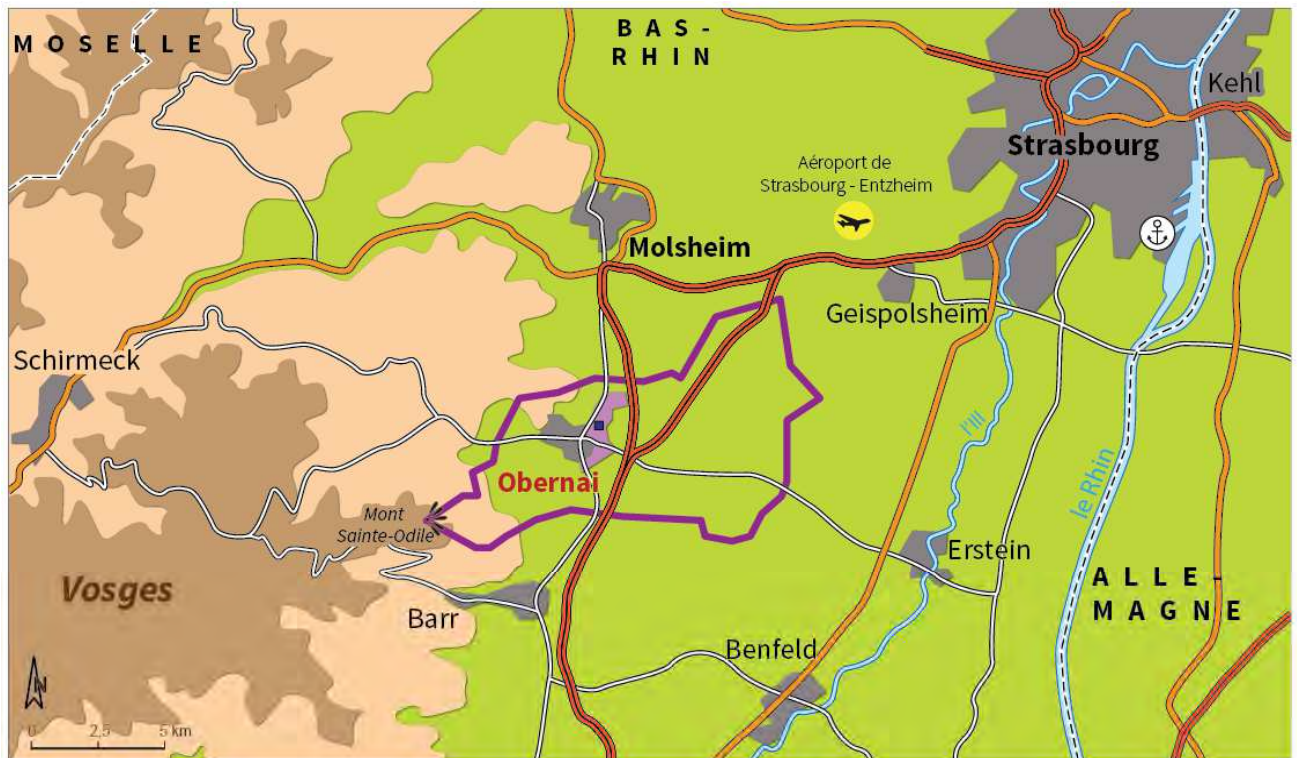 MOSELLE
BAS-
RHIN
Kehl
Strasbourg
Aéroport de
Strasbourg - Entzheim
Molsheim
Geispolsheim
Schirmeck
l'Ill
Obernai
le Rhin
Mont
Sainte-Odile
Erstein
Vosges
ALLE-
MAGNE
Barr
Benfeld
N
0 2,5 5 km